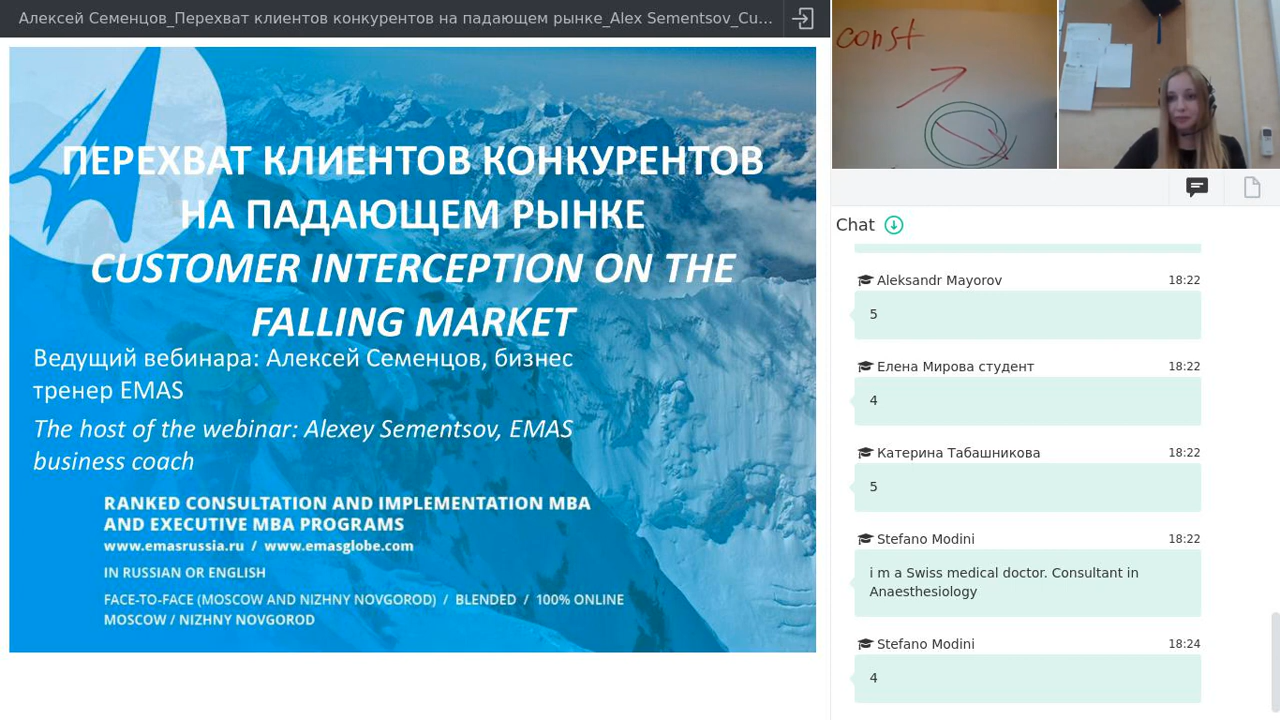 Алексей Семенцов_Перехват клиентов конкурентов на падающем рынке_Alex Sementsov_Cu...
ПЕРЕХВАТ КЛИЕНТОВ КОНКУРЕНТОВ
НА ПАДАЮЩЕМ РЫНКЕ
CUSTOMER INTERCEPTION ON THE
FALLING MARKET
Ведущий вебинара: Алексей Семенцов, бизнес
тренер EMAS
The host of the webinar: Alexey Sementsov, EMAS
business coach
RANKED CONSULTATION AND IMPLEMENTATION MBA
AND EXECUTIVE MBA PROGRAMS
www.emasrussia.ru / www.emasglobe.com
IN RUSSIAN OR ENGLISH
FACE-TO-FACE (MOSCOW AND NIZHNY NOVGOROD) / BLENDED / 100% ONLINE
MOSCOW / NIZHNY NOVGOROD
const
Chat
Aleksandr Mayorov 18:22
5
Елена Мирова студент 18:22
4
Катерина Табашникова 18:22
5
Stefano Modini 18:22
i m a Swiss medical doctor. Consultant in
Anaesthesiology
Stefano Modini 18:24
4